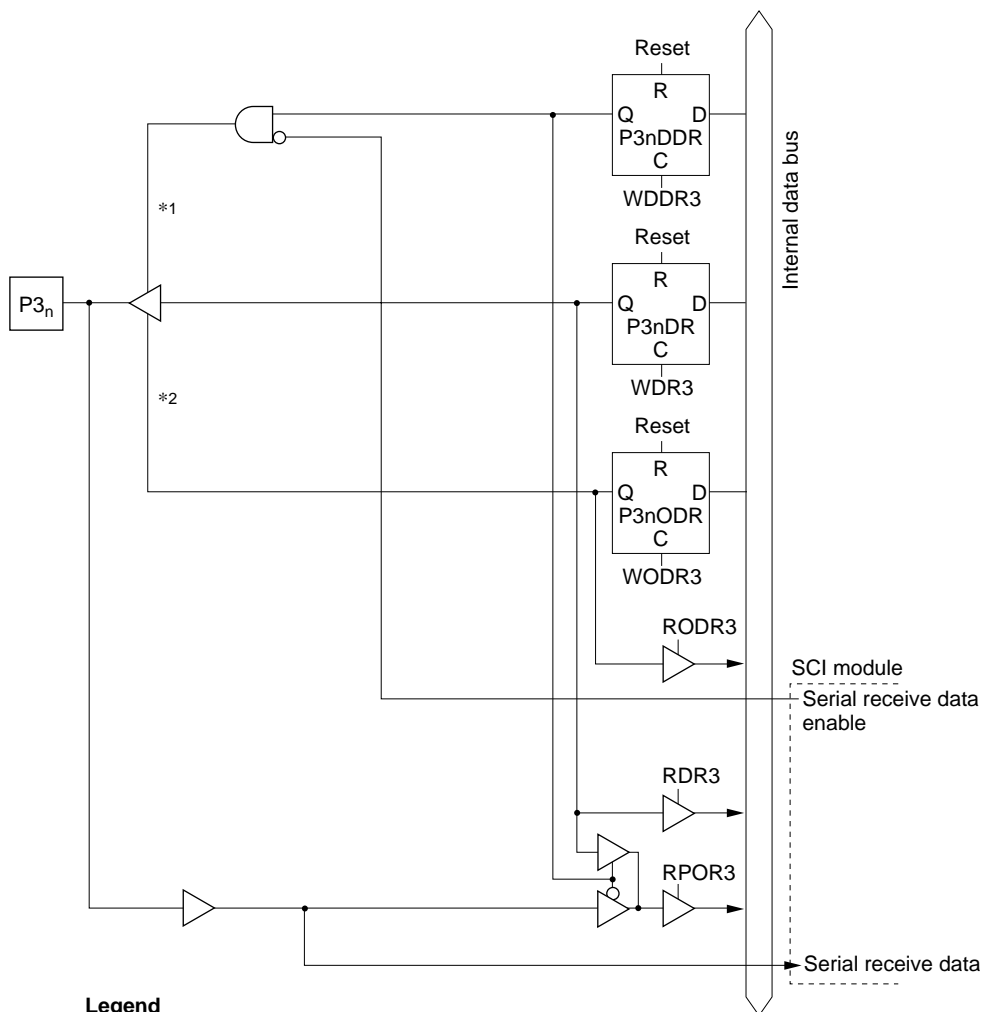 Reset
R
Q D
P3nDDR
C
WDDR3
Internal data bus
*1
Reset
R
P3n
Q D
P3nDR
C
WDR3
*2
Reset
R
Q D
P3nODR
C
WODR3
RODR3
SCI module
Serial receive data
enable
RDR3
RPOR3
Serial receive data
Legend